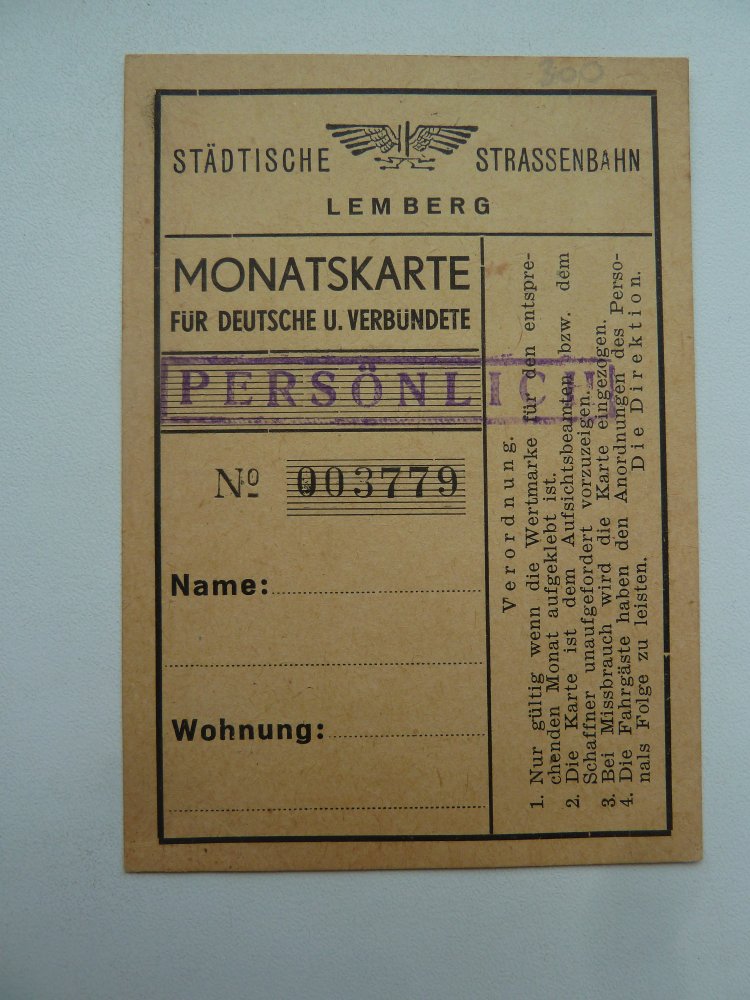 300
STÄDTISCHE STRASSENBAHN
LEMBERG
MONATSKARTE
FÜR DEUTSCHE U. VERBÜNDETE
PERSÖNLICH
Nº 003779
Name:
Wohnung:
Verordnung.
1. Nur gültig wenn die Wertmarke für den entspre-
chenden Monat aufgeklebt ist.
2. Die Karte ist dem Aufsichtsbeamten bzw. dem
Schaffner unaufgefordert vorzuzeigen.
3. Bei Missbrauch wird die Karte eingezogen.
4. Die Fahrgäste haben den Anordnungen des Perso-
nals Folge zu leisten. Die Direktion.